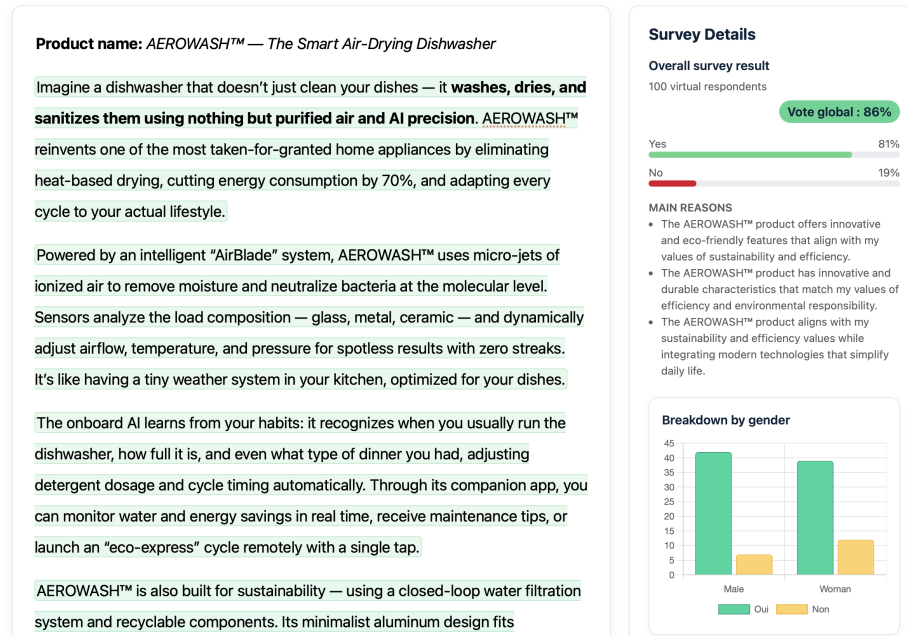 Product name: AEROWASH™ — The Smart Air-Drying Dishwasher
Imagine a dishwasher that doesn’t just clean your dishes — it washes, dries, and
sanitizes them using nothing but purified air and AI precision. AEROWASH™
reinvents one of the most taken-for-granted home appliances by eliminating
heat-based drying, cutting energy consumption by 70%, and adapting every
cycle to your actual lifestyle.
Powered by an intelligent “AirBlade” system, AEROWASH™ uses micro-jets of
ionized air to remove moisture and neutralize bacteria at the molecular level.
Sensors analyze the load composition — glass, metal, ceramic — and dynamically
adjust airflow, temperature, and pressure for spotless results with zero streaks.
It’s like having a tiny weather system in your kitchen, optimized for your dishes.
The onboard AI learns from your habits: it recognizes when you usually run the
dishwasher, how full it is, and even what type of dinner you had, adjusting
detergent dosage and cycle timing automatically. Through its companion app, you
can monitor water and energy savings in real time, receive maintenance tips, or
launch an “eco-express” cycle remotely with a single tap.
AEROWASH™ is also built for sustainability — using a closed-loop water filtration
system and recyclable components. Its minimalist aluminum design fits
Survey Details
Overall survey result
100 virtual respondents
Vote global : 86%
Yes 81%
No 19%
MAIN REASONS
• The AEROWASH™ product offers innovative
and eco-friendly features that align with my
values of sustainability and efficiency.
• The AEROWASH™ product has innovative and
durable characteristics that match my values of
efficiency and environmental responsibility.
• The AEROWASH™ product aligns with my
sustainability and efficiency values while
integrating modern technologies that simplify
daily life.
Breakdown by gender
45
40
35
30
25
20
15
10
5
0
Male Woman
Oui Non